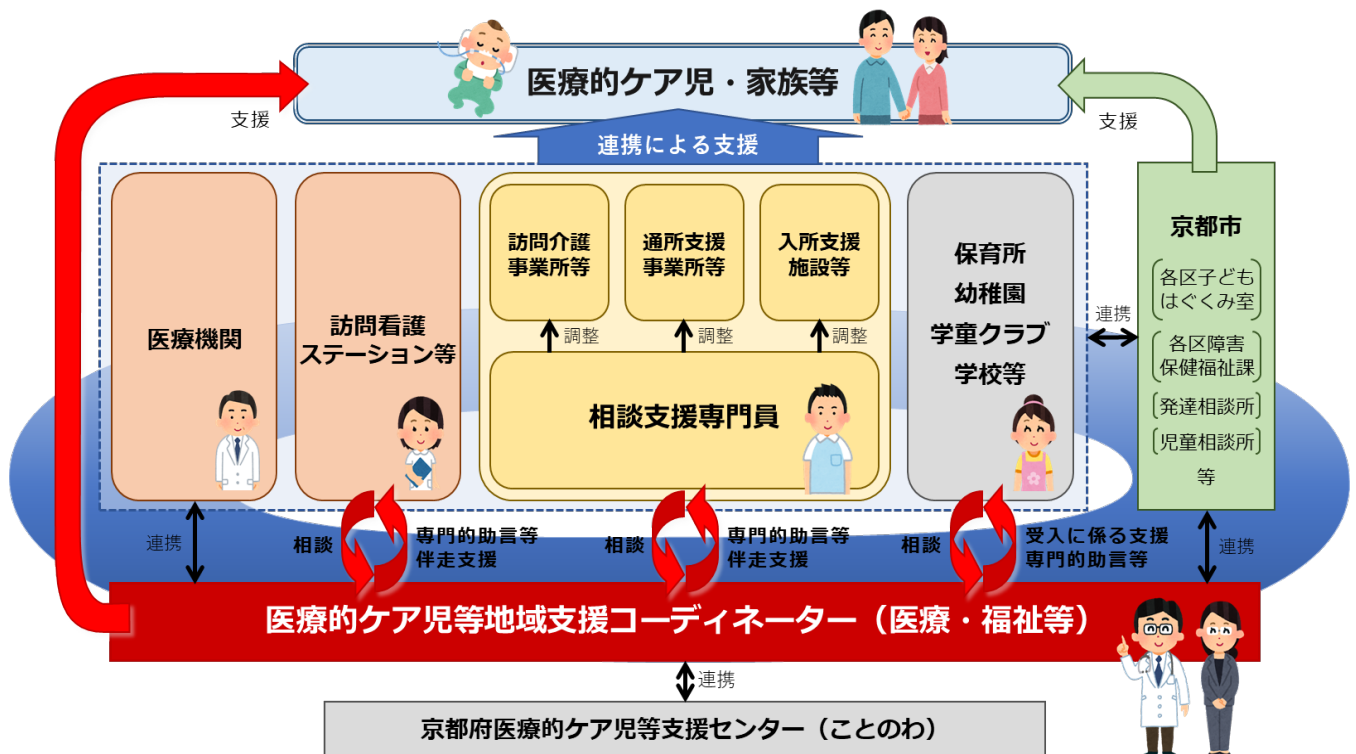 医療的ケア児・家族等
支援
支援
連携による支援
医療機関
訪問看護
ステーション等
訪問介護
事業所等
通所支援
事業所等
入所支援
施設等
調整
調整
調整
相談支援専門員
保育所
幼稚園
学童クラブ
学校等
連携
京都市
各区子ども
はぐくみ室
各区障害
保健福祉課
発達相談所
児童相談所
等
連携
相談
専門的助言等
伴走支援
相談
専門的助言等
伴走支援
相談
受入に係る支援
専門的助言等
連携
医療的ケア児等地域支援コーディネーター（医療・福祉等）
連携
京都府医療的ケア児等支援センター（ことのわ）